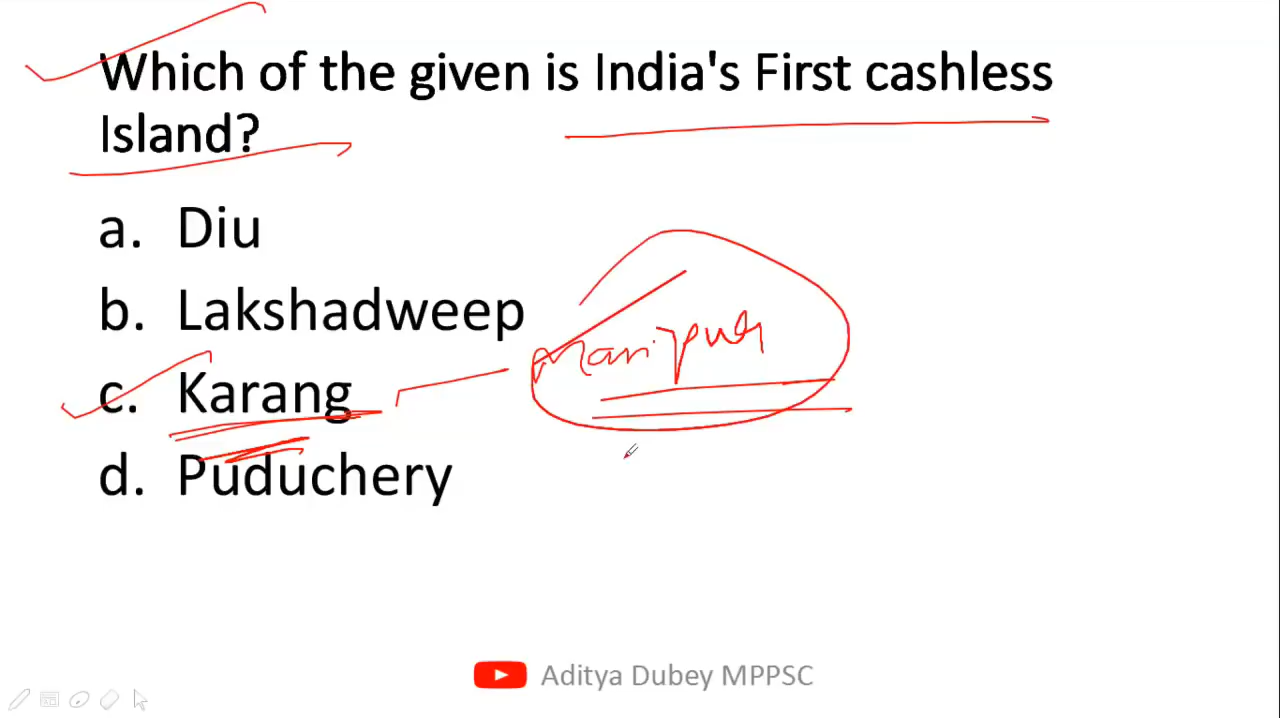 Which of the given is India's First cashless
Island?
a. Diu
b. Lakshadweep
Manipur
c. Karang
d. Puduchery
Aditya Dubey MPPSC